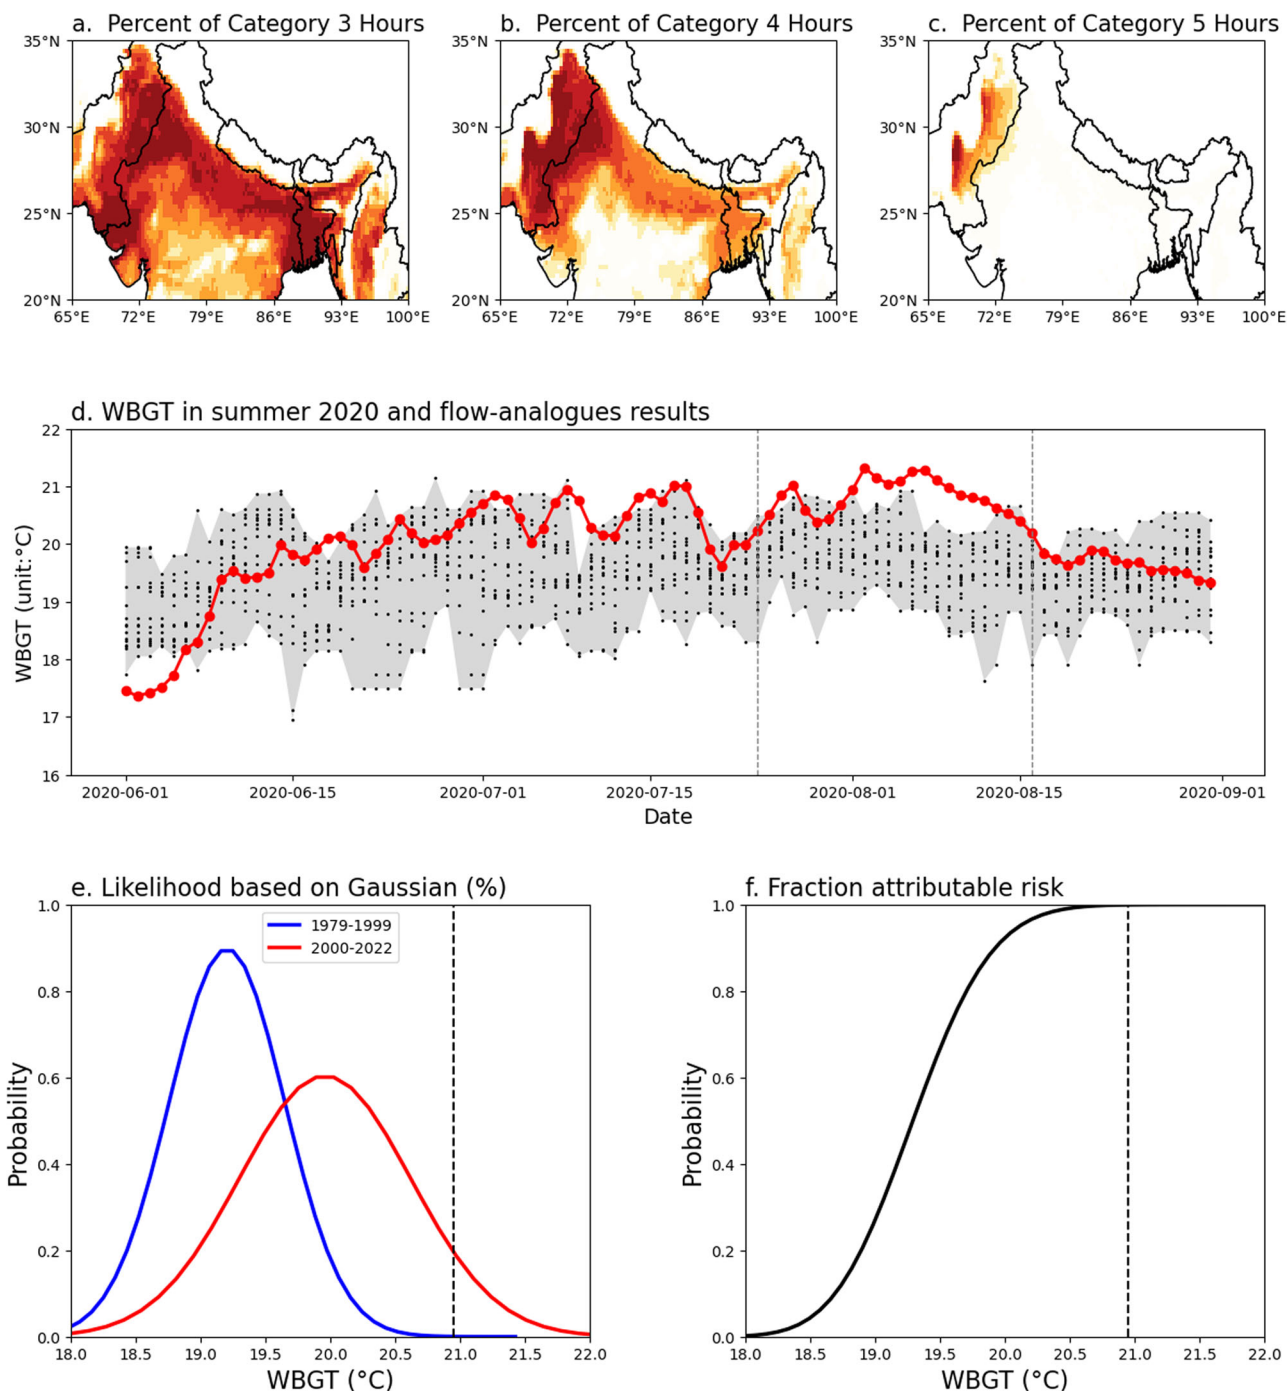 a.  Percent of Category 3 Hours
b.  Percent of Category 4 Hours
c.  Percent of Category 5 Hours
35°N
30°N
25°N
20°N
65°E 72°E 79°E 86°E 93°E 100°E
35°N
30°N
25°N
20°N
65°E 72°E 79°E 86°E 93°E 100°E
35°N
30°N
25°N
20°N
65°E 72°E 79°E 86°E 93°E 100°E
d. WBGT in summer 2020 and flow-analogues results
WBGT (unit:°C)
22
21
20
19
18
17
16
2020-06-01 2020-06-15 2020-07-01 2020-07-15 2020-08-01 2020-08-15 2020-09-01
Date
e. Likelihood based on Gaussian (%)
Probability
1.0
0.8
0.6
0.4
0.2
0.0
1979-1999
2000-2022
18.0 18.5 19.0 19.5 20.0 20.5 21.0 21.5 22.0
WBGT (°C)
f. Fraction attributable risk
Probability
1.0
0.8
0.6
0.4
0.2
0.0
18.0 18.5 19.0 19.5 20.0 20.5 21.0 21.5 22.0
WBGT (°C)